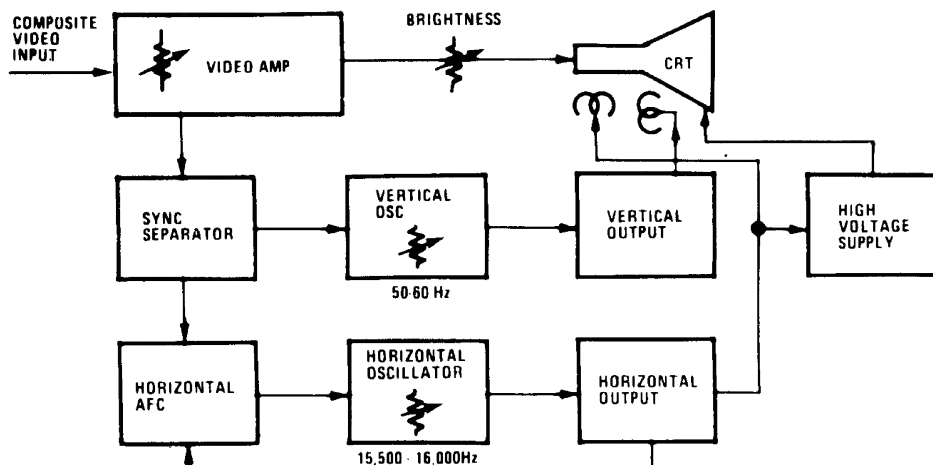 COMPOSITE
VIDEO
INPUT
VIDEO AMP
BRIGHTNESS
CRT
SYNC
SEPARATOR
VERTICAL
OSC
50-60 Hz
VERTICAL
OUTPUT
HIGH
VOLTAGE
SUPPLY
HORIZONTAL
AFC
HORIZONTAL
OSCILLATOR
15,500 - 16,000Hz
HORIZONTAL
OUTPUT